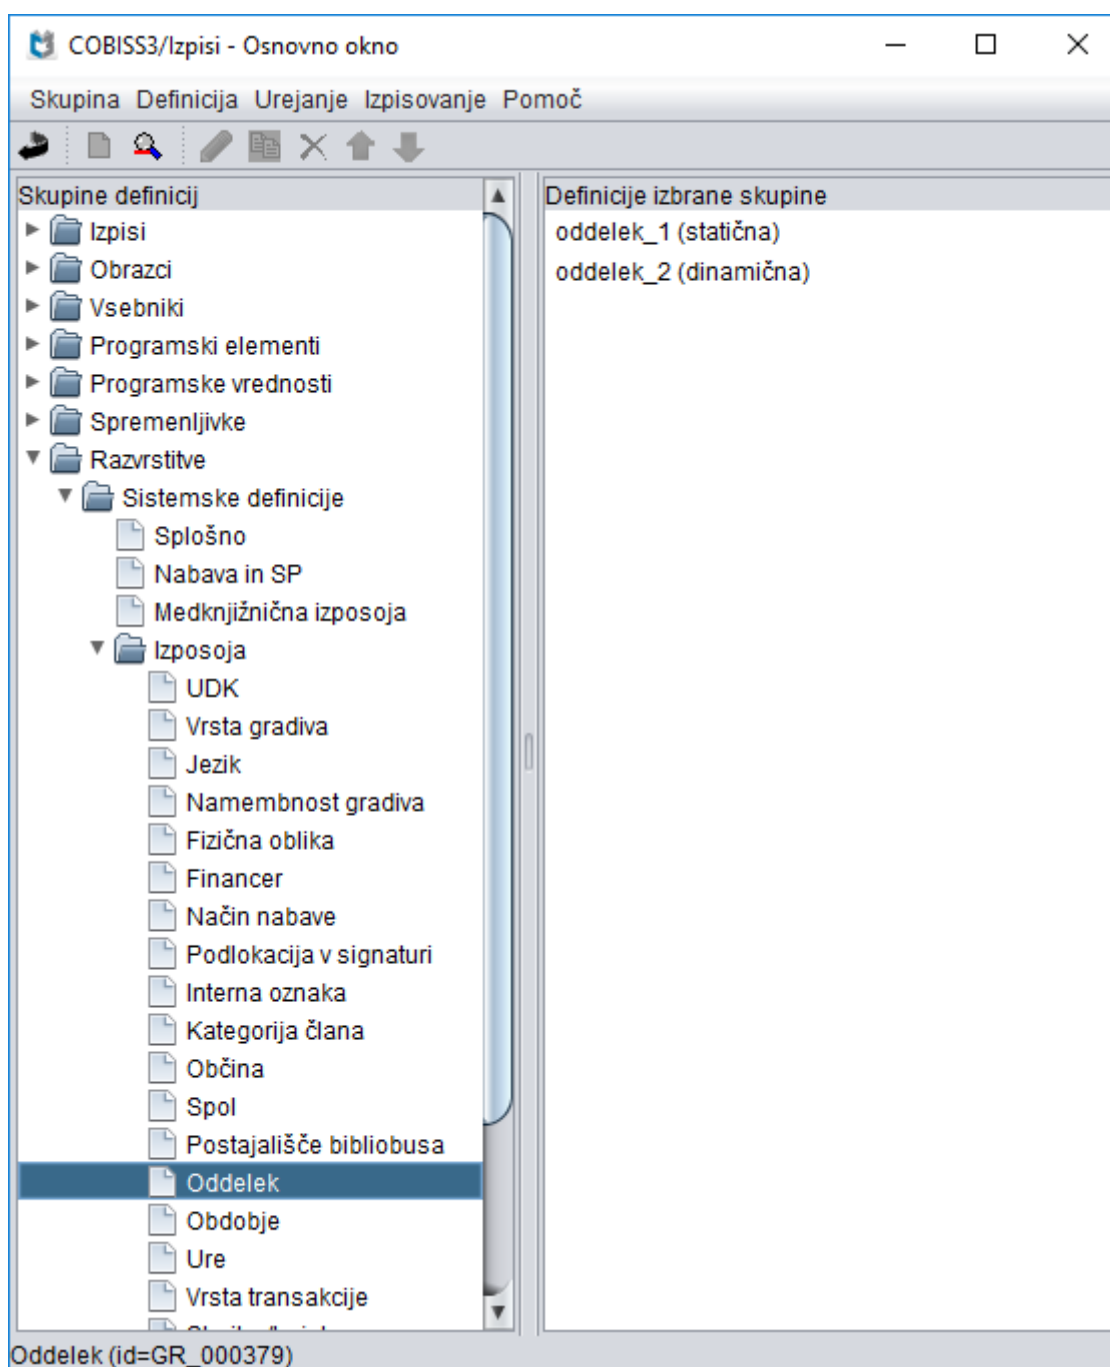 COBISS3/Izpisi - Osnovno okno
Skupina Definicija Urejanje Izpisovanje Pomoč
Skupine definicij
Izpisi
Obrazci
Vsebniki
Programski elementi
Programske vrednosti
Spremenljivke
Razvrstitve
Sistemske definicije
Splošno
Nabava in SP
Medknjižnična izposoja
Izposoja
UDK
Vrsta gradiva
Jezik
Namembnost gradiva
Fizična oblika
Financer
Način nabave
Podlokacija v signaturi
Interna oznaka
Kategorija člana
Občina
Spol
Postajališče bibliobusa
Oddelek
Obdobje
Ure
Vrsta transakcije
Definicije izbrane skupine
oddelek_1 (statična)
oddelek_2 (dinamična)
Oddelek (id=GR_000379)